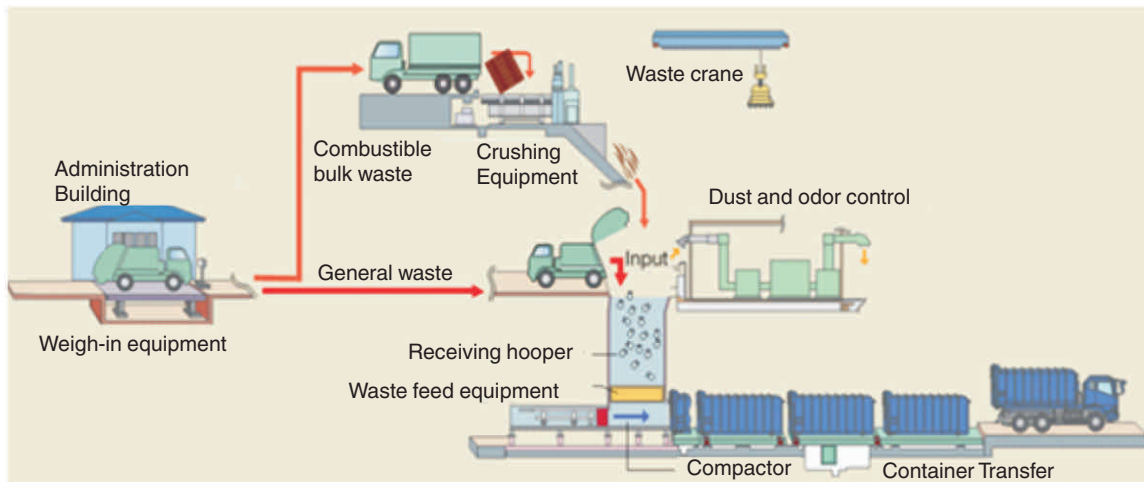 Waste crane
Combustible
bulk waste
Crushing
Equipment
Administration
Building
Dust and odor control
Input
General waste
Weigh-in equipment
Receiving hooper
Waste feed equipment
Compactor
Container Transfer